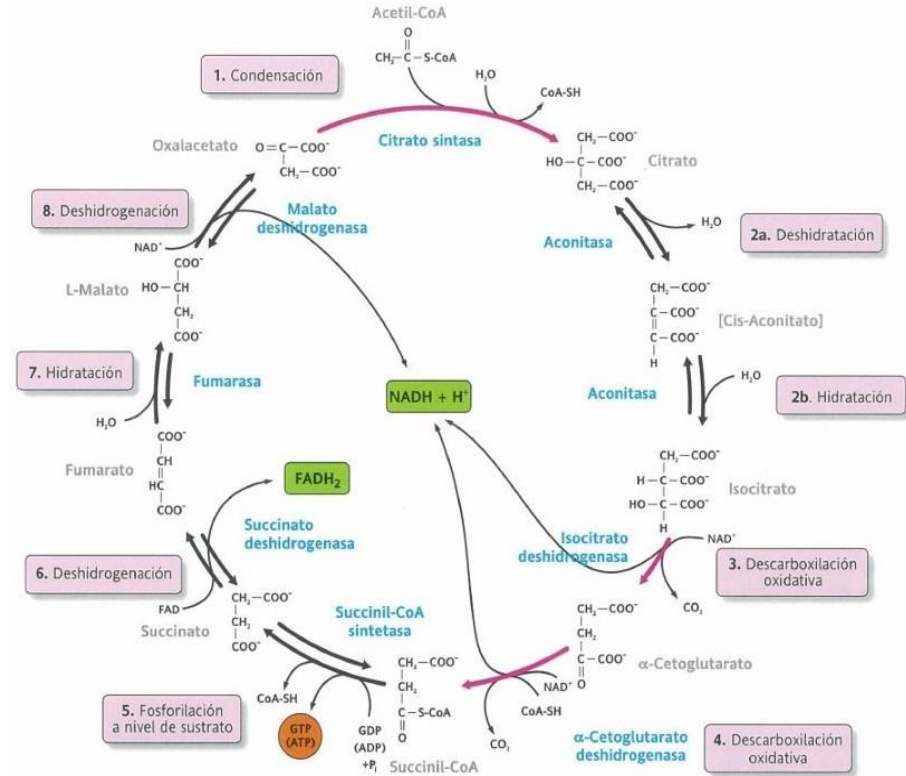 Acetil-CoA
O
CH₃—C—S-CoA
1. Condensación
H₂O
CoA-SH
Citrato sintasa
Oxalacetato
O=C—COO⁻
CH₂—COO⁻
CH₂—COO⁻
HO—C—COO⁻
CH₂—COO⁻
Citrato
8. Deshidrogenación
NAD⁺
Malato
deshidrogenasa
Aconitasa
H₂O
2a. Deshidratación
L-Malato
COO⁻
HO—CH
CH₂
COO⁻
CH₂—COO⁻
C—COO⁻
C—COO⁻
H
[Cis-Aconitato]
7. Hidratación
H₂O
Fumarasa
NADH + H⁺
Aconitasa
H₂O
2b. Hidratación
Fumarato
COO⁻
CH
HC
COO⁻
FADH₂
CH₂—COO⁻
H—C—COO⁻
HO—C—COO⁻
H
Isocitrato
Succinato
deshidrogenasa
Isocitrato
deshidrogenasa
NAD⁺
3. Descarboxilación
oxidativa
CO₂
6. Deshidrogenación
FAD
Succinato
CH₂—COO⁻
CH₂
COO⁻
Succinil-CoA
sintetasa
CH₂—COO⁻
CH₂
C—COO⁻
O
α-Cetoglutarato
5. Fosforilación
a nivel de sustrato
CoA-SH
GTP
(ATP)
GDP
(ADP)
+Pᵢ
CH₂—COO⁻
CH₂
C—S-CoA
O
Succinil-CoA
CO₂
NAD⁺
CoA-SH
α-Cetoglutarato
deshidrogenasa
4. Descarboxilación
oxidativa